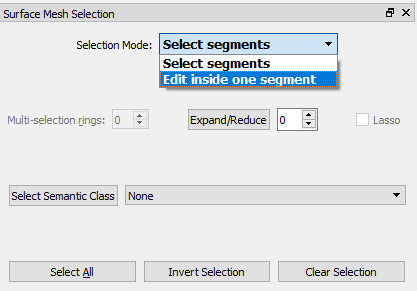 Surface Mesh Selection
Selection Mode: Select segments
Select segments
Edit inside one segment
Multi-selection rings: 0 Expand/Reduce 0 Lasso
Select Semantic Class None
Select All Invert Selection Clear Selection